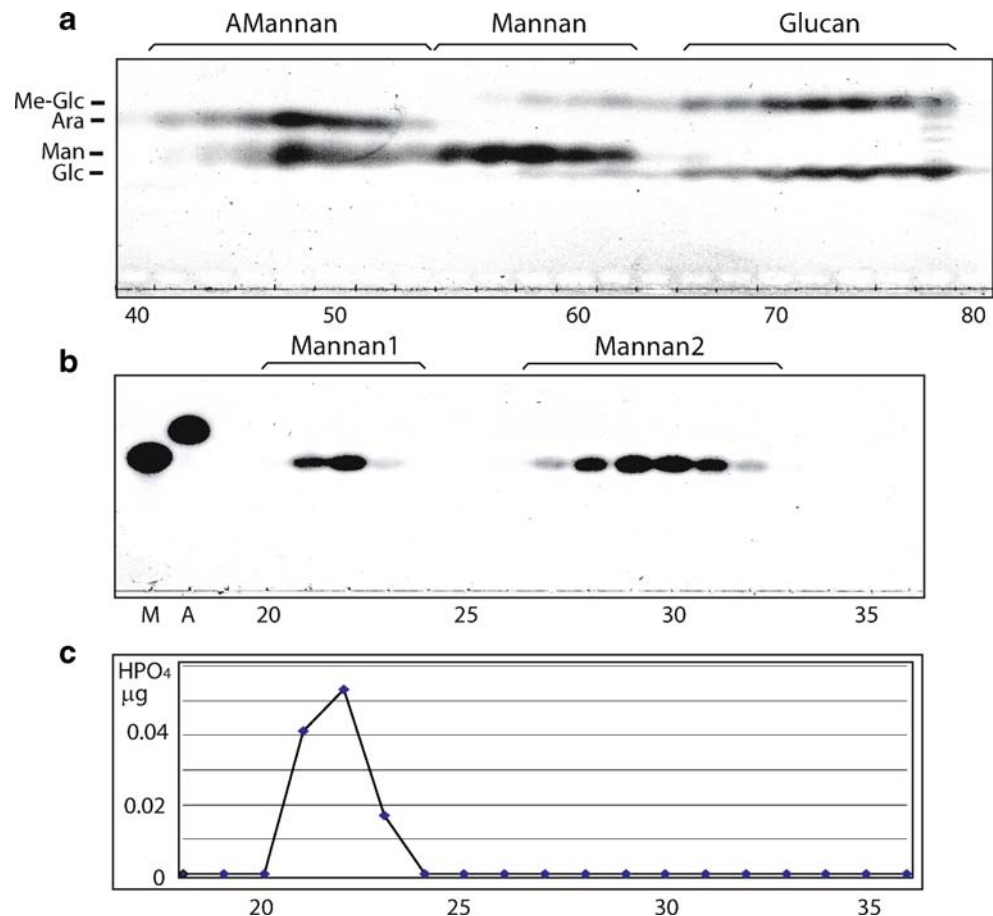 a
AMannan Mannan Glucan
Me-Glc
Ara
Man
Glc
40 50 60 70 80
b
Mannan1 Mannan2
M A 20 25 30 35
c
HPO4
µg
0.04
0.02
0
20 25 30 35